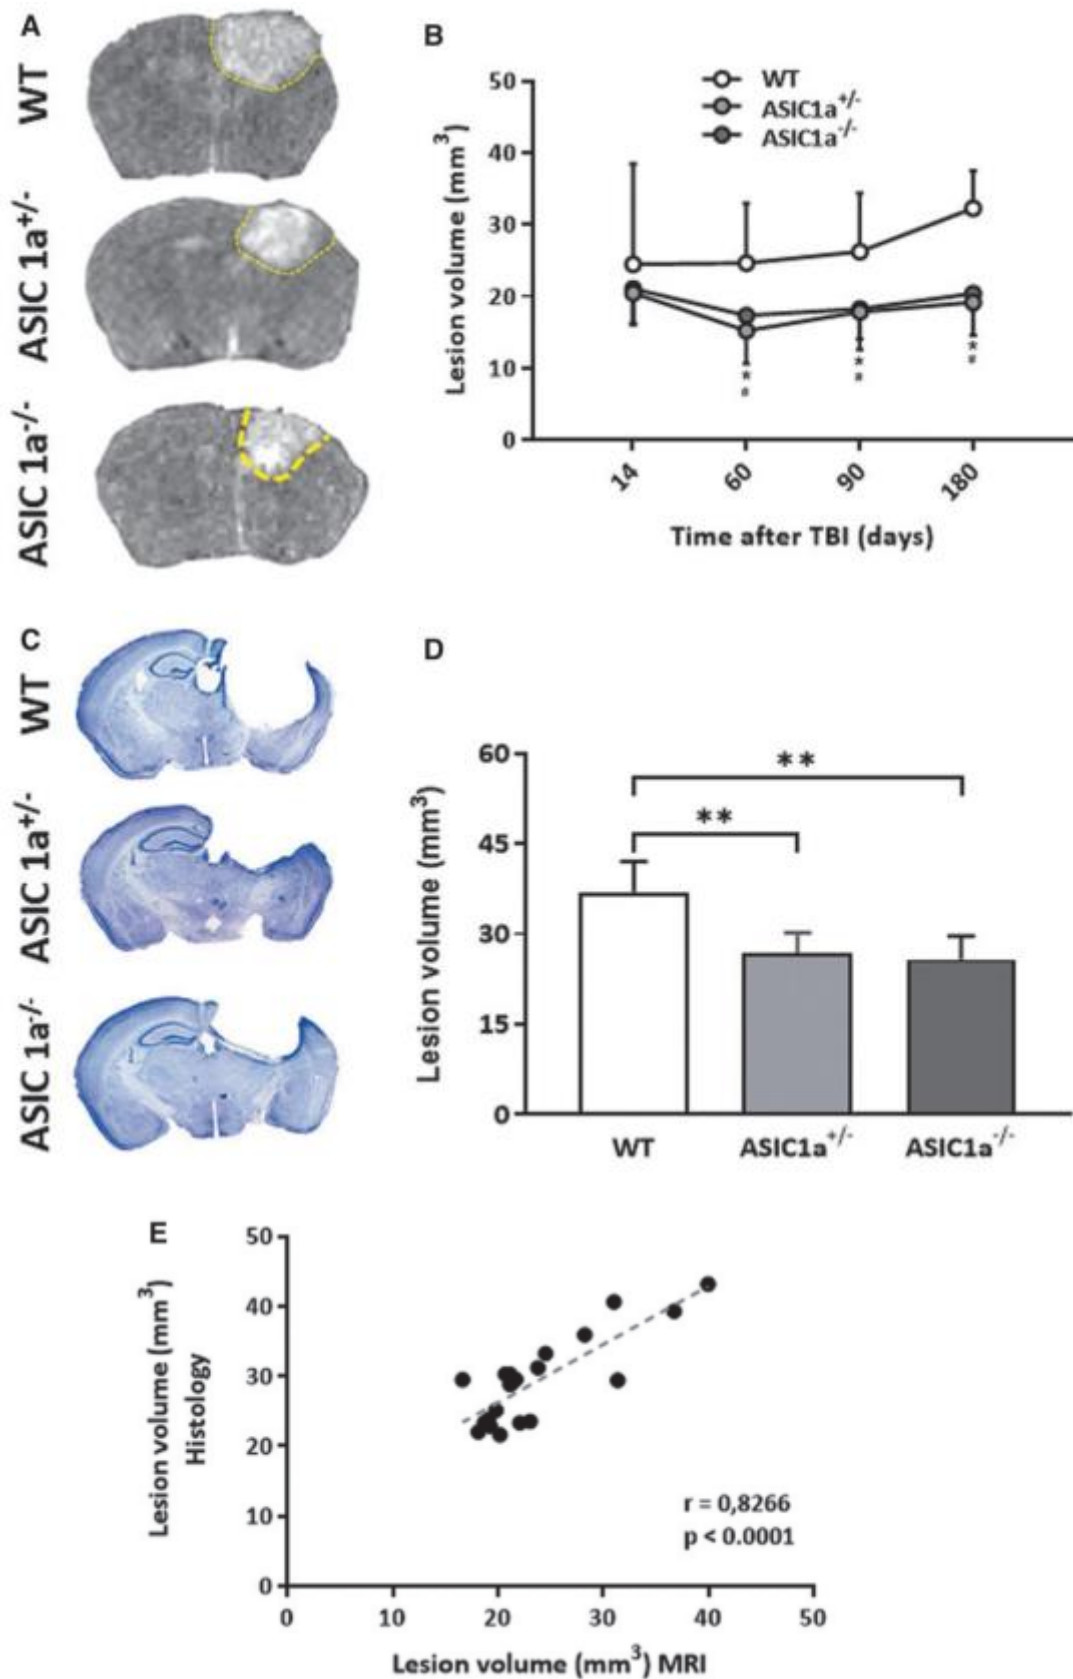 A
WT
ASIC 1a+/-
ASIC 1a-/-
B
WT
ASIC1a+/-
ASIC1a-/-
Lesion volume (mm3)
50
40
30
20
10
0
*
#
*
#
*
#
14
60
90
180
Time after TBI (days)
C
WT
ASIC 1a+/-
ASIC 1a-/-
D
Lesion volume (mm3)
60
45
30
15
0
**
**
WT
ASIC1a+/-
ASIC1a-/-
E
Lesion volume (mm3)
Histology
50
40
30
20
10
0
r = 0,8266
p < 0.0001
0
10
20
30
40
50
Lesion volume (mm3) MRI